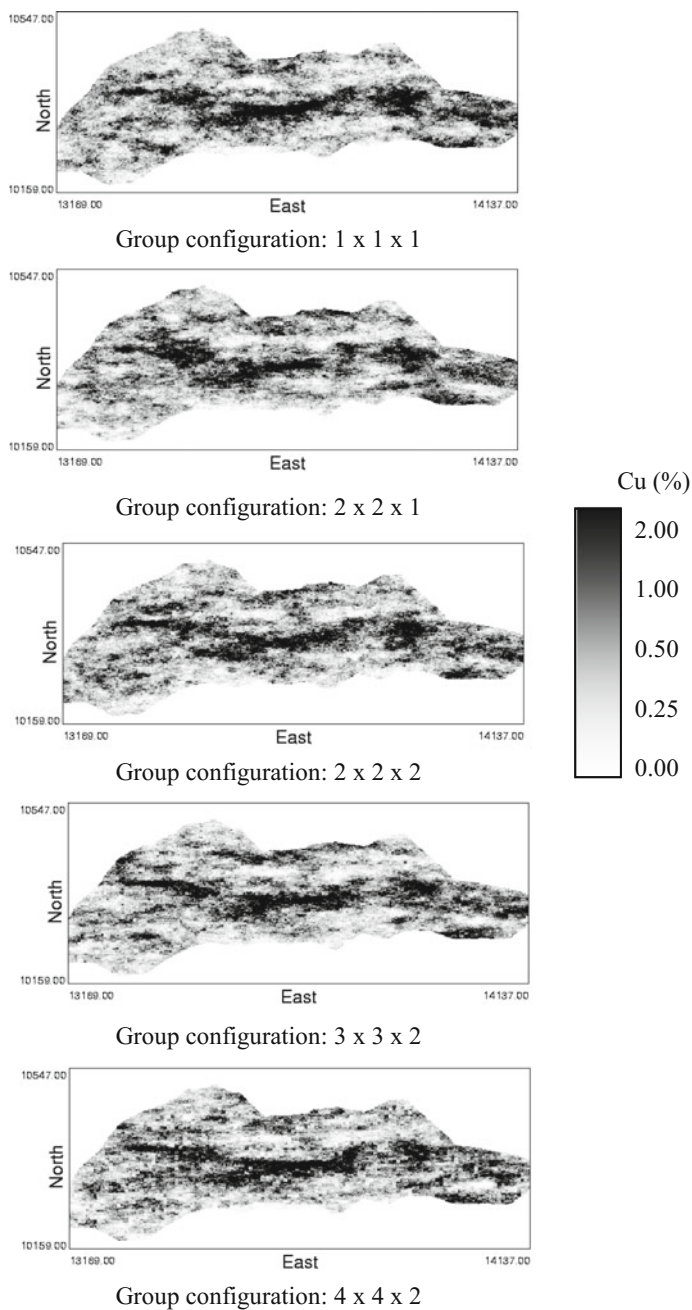 10547.00
North
10159.00
13169.00
East
14137.00
Group configuration: 1 x 1 x 1
10547.00
North
10159.00
13169.00
East
14137.00
Group configuration: 2 x 2 x 1
10547.00
North
10159.00
13169.00
East
14137.00
Group configuration: 2 x 2 x 2
10547.00
North
10159.00
13169.00
East
14137.00
Group configuration: 3 x 3 x 2
10547.00
North
10159.00
13169.00
East
14137.00
Group configuration: 4 x 4 x 2
Cu (%)
2.00
1.00
0.50
0.25
0.00